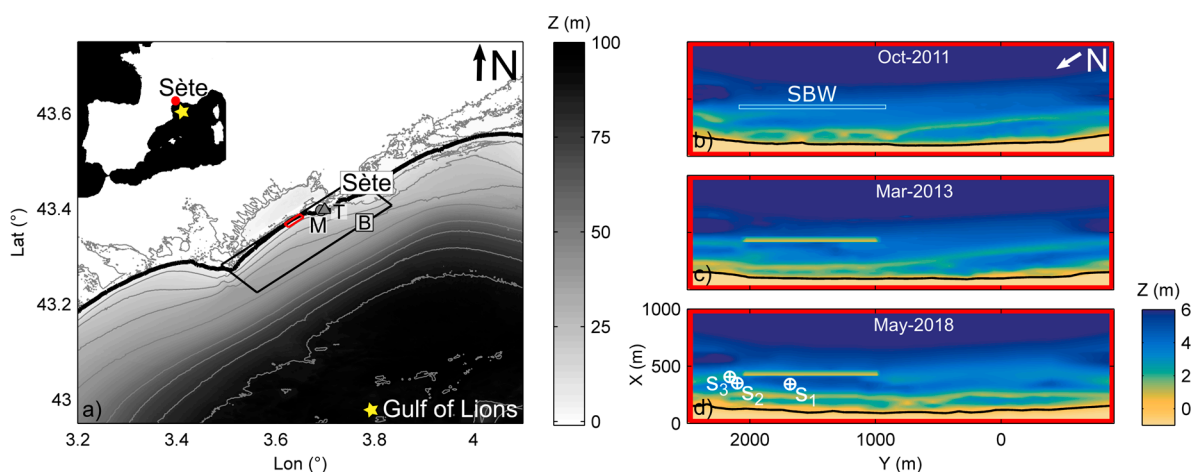 Z (m)
100
75
50
25
0
N
Sète
Sète
M
T
B
Gulf of Lions
a)
43.6
43.4
43.2
43
3.2
3.4
3.6
3.8
4
Lat (°)
Lon (°)
Oct-2011
N
SBW
b)
Mar-2013
c)
May-2018
S3
S2
S1
d)
1000
500
0
X (m)
2000
1000
0
Y (m)
Z (m)
6
4
2
0